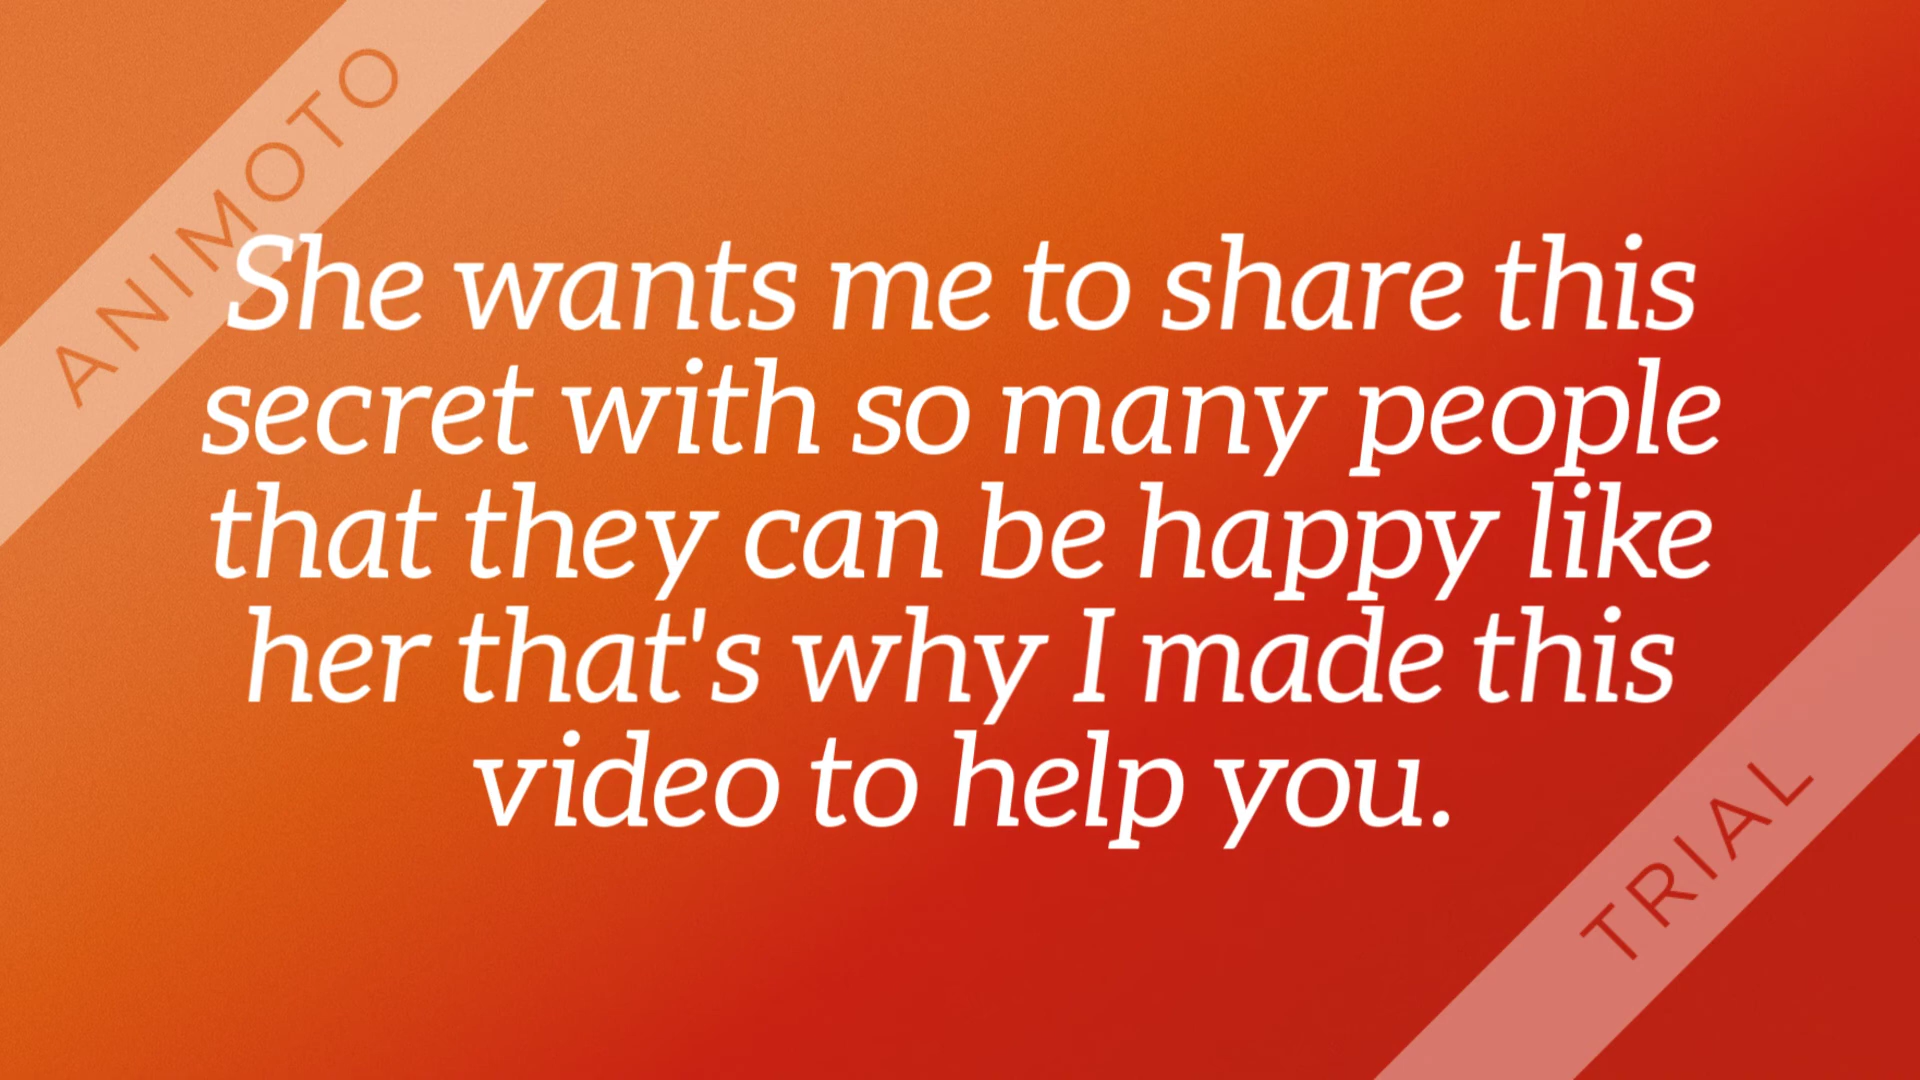 ANIMOTO
She wants me to share this
secret with so many people
that they can be happy like
her that's why I made this
video to help you.
TRIAL